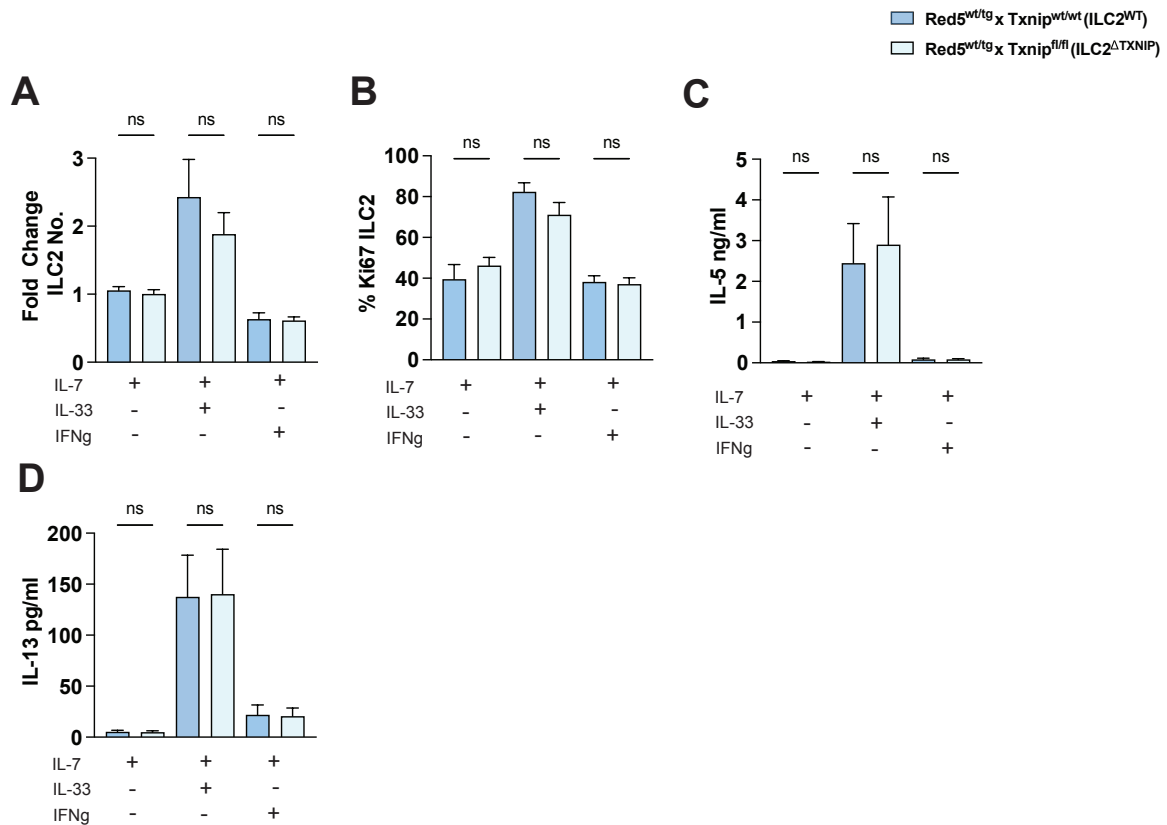 Red5wt/tg x Txnipwt/wt (ILC2WT)
Red5wt/tg x Txnipfl/fl (ILC2ΔTXNIP)
A
ns ns ns
Fold Change
ILC2 No.
3
2
1
0
IL-7 + + +
IL-33 - + -
IFNg - - +
B
ns ns ns
% Ki67 ILC2
100
80
60
40
20
0
IL-7 + + +
IL-33 - + -
IFNg - - +
C
ns ns ns
IL-5 ng/ml
5
4
3
2
1
0
IL-7 + + +
IL-33 - + -
IFNg - - +
D
ns ns ns
IL-13 pg/ml
200
150
100
50
0
IL-7 + + +
IL-33 - + -
IFNg - - +